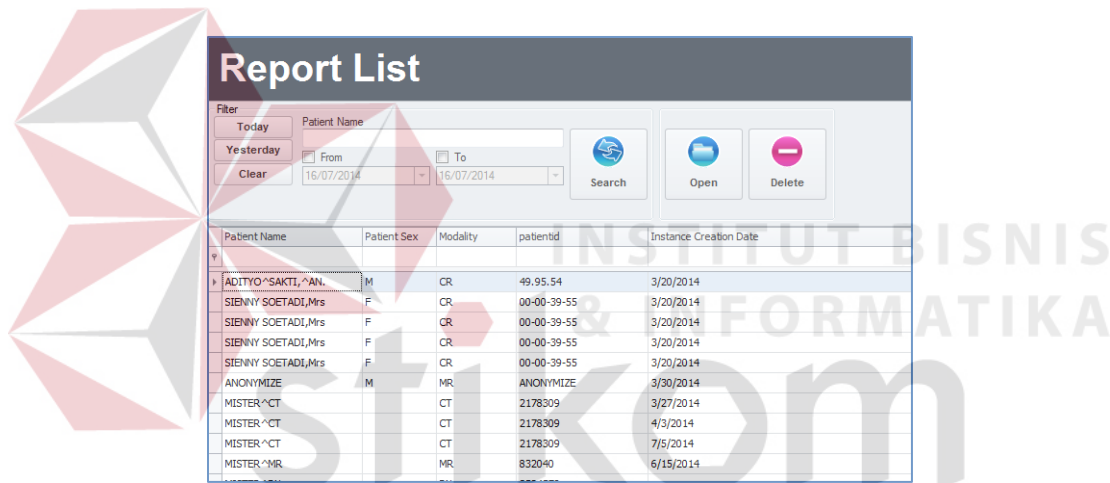 Report List
Filter
Today
Yesterday
Clear
Patient Name
From
To
16/07/2014
16/07/2014
Search
Open
Delete
Patient Name Patient Sex Modality patientid Instance Creation Date
ADITYO^SAKTI,^AN. M CR 49.95.54 3/20/2014
SIENNY SOETADI,Mrs F CR 00-00-39-55 3/20/2014
SIENNY SOETADI,Mrs F CR 00-00-39-55 3/20/2014
SIENNY SOETADI,Mrs F CR 00-00-39-55 3/20/2014
SIENNY SOETADI,Mrs F CR 00-00-39-55 3/20/2014
ANONYMIZE M MR ANONYMIZE 3/30/2014
MISTER^CT CT 2178309 3/27/2014
MISTER^CT CT 2178309 4/3/2014
MISTER^CT CT 2178309 7/5/2014
MISTER^MR MR 832040 6/15/2014
INSTITUT BISNIS
& INFORMATIKA
stikom